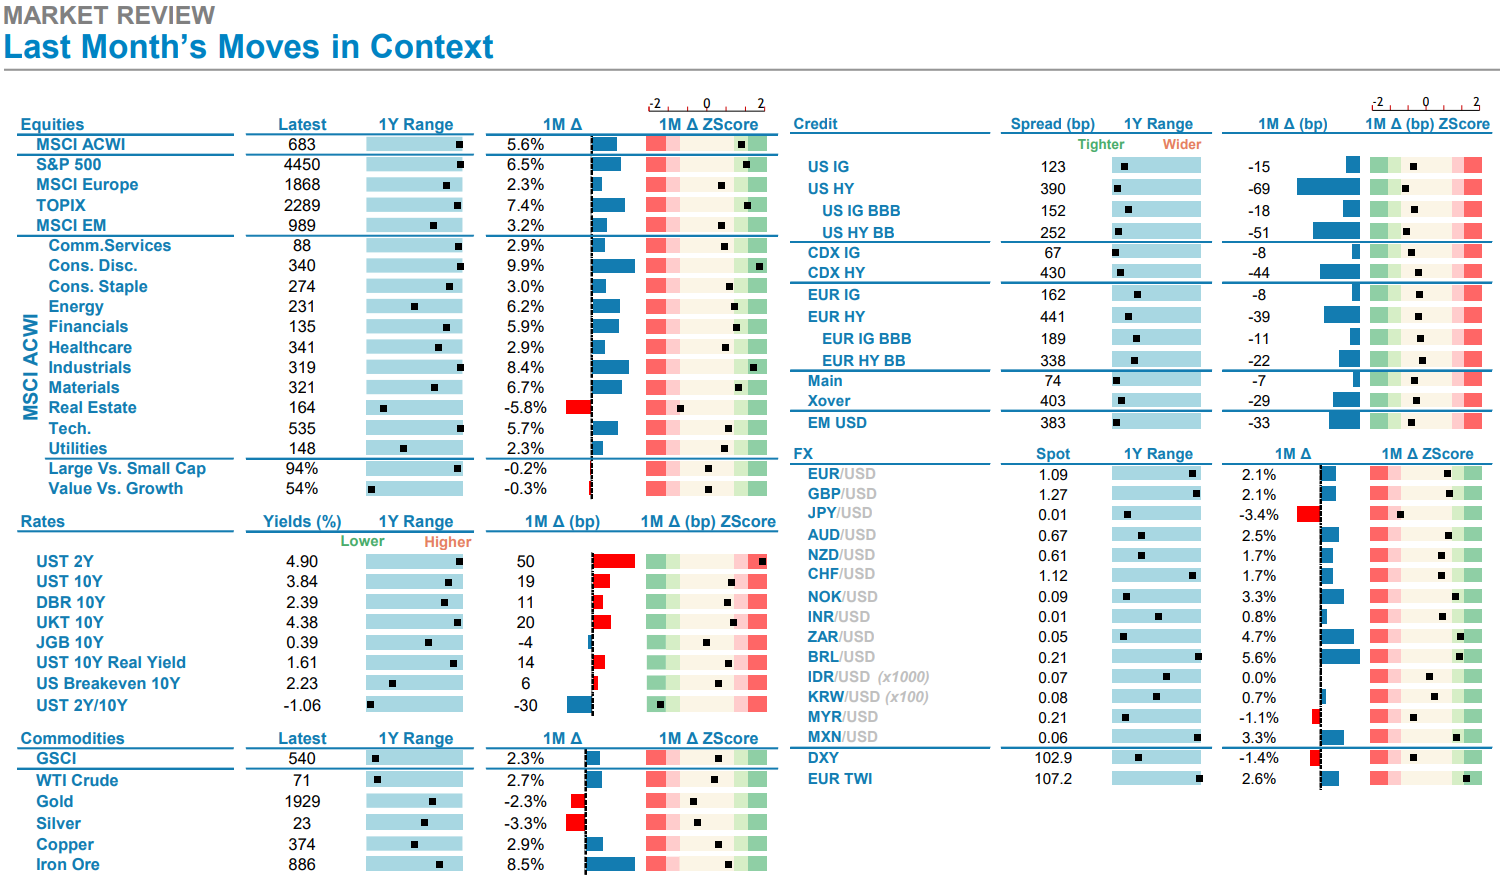 MARKET REVIEW
Last Month's Moves in Context
-2 0 2
Equities Latest 1Y Range 1M Δ 1M Δ ZScore
MSCI ACWI 683 5.6%
S&P 500 4450 6.5%
MSCI Europe 1868 2.3%
TOPIX 2289 7.4%
MSCI EM 989 3.2%
MSCI ACWI
Comm.Services 88 2.9%
Cons. Disc. 340 9.9%
Cons. Staple 274 3.0%
Energy 231 6.2%
Financials 135 5.9%
Healthcare 341 2.9%
Industrials 319 8.4%
Materials 321 6.7%
Real Estate 164 -5.8%
Tech. 535 5.7%
Utilities 148 2.3%
Large Vs. Small Cap 94% -0.2%
Value Vs. Growth 54% -0.3%
Rates Yields (%) 1Y Range 1M Δ (bp) 1M Δ (bp) ZScore
Lower Higher
UST 2Y 4.90 50
UST 10Y 3.84 19
DBR 10Y 2.39 11
UKT 10Y 4.38 20
JGB 10Y 0.39 -4
UST 10Y Real Yield 1.61 14
US Breakeven 10Y 2.23 6
UST 2Y/10Y -1.06 -30
Commodities Latest 1Y Range 1M Δ 1M Δ ZScore
GSCI 540 2.3%
WTI Crude 71 2.7%
Gold 1929 -2.3%
Silver 23 -3.3%
Copper 374 2.9%
Iron Ore 886 8.5%
-2 0 2
Credit Spread (bp) 1Y Range 1M Δ (bp) 1M Δ (bp) ZScore
Tighter Wider
US IG 123 -15
US HY 390 -69
US IG BBB 152 -18
US HY BB 252 -51
CDX IG 67 -8
CDX HY 430 -44
EUR IG 162 -8
EUR HY 441 -39
EUR IG BBB 189 -11
EUR HY BB 338 -22
Main 74 -7
Xover 403 -29
EM USD 383 -33
FX Spot 1Y Range 1M Δ 1M Δ ZScore
EUR/USD 1.09 2.1%
GBP/USD 1.27 2.1%
JPY/USD 0.01 -3.4%
AUD/USD 0.67 2.5%
NZD/USD 0.61 1.7%
CHF/USD 1.12 1.7%
NOK/USD 0.09 3.3%
INR/USD 0.01 0.8%
ZAR/USD 0.05 4.7%
BRL/USD 0.21 5.6%
IDR/USD (x1000) 0.07 0.0%
KRW/USD (x100) 0.08 0.7%
MYR/USD 0.21 -1.1%
MXN/USD 0.06 3.3%
DXY 102.9 -1.4%
EUR TWI 107.2 2.6%